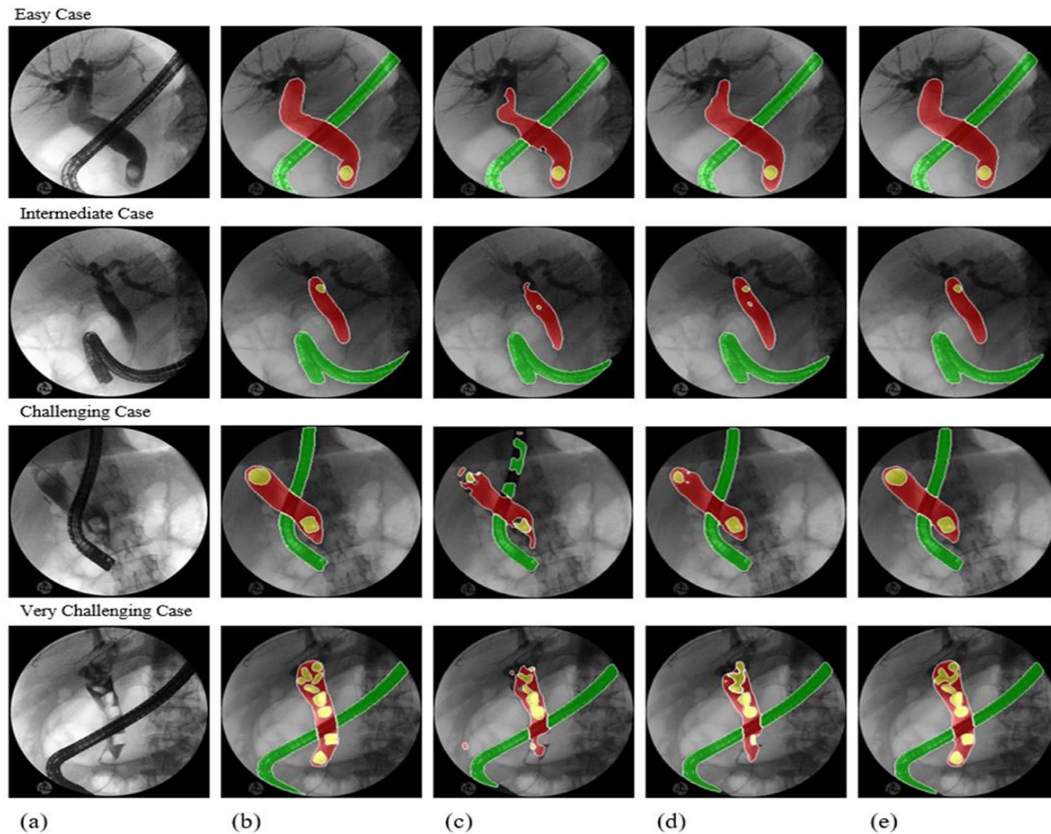 Easy Case
Intermediate Case
Challenging Case
Very Challenging Case
(a) (b) (c) (d) (e)